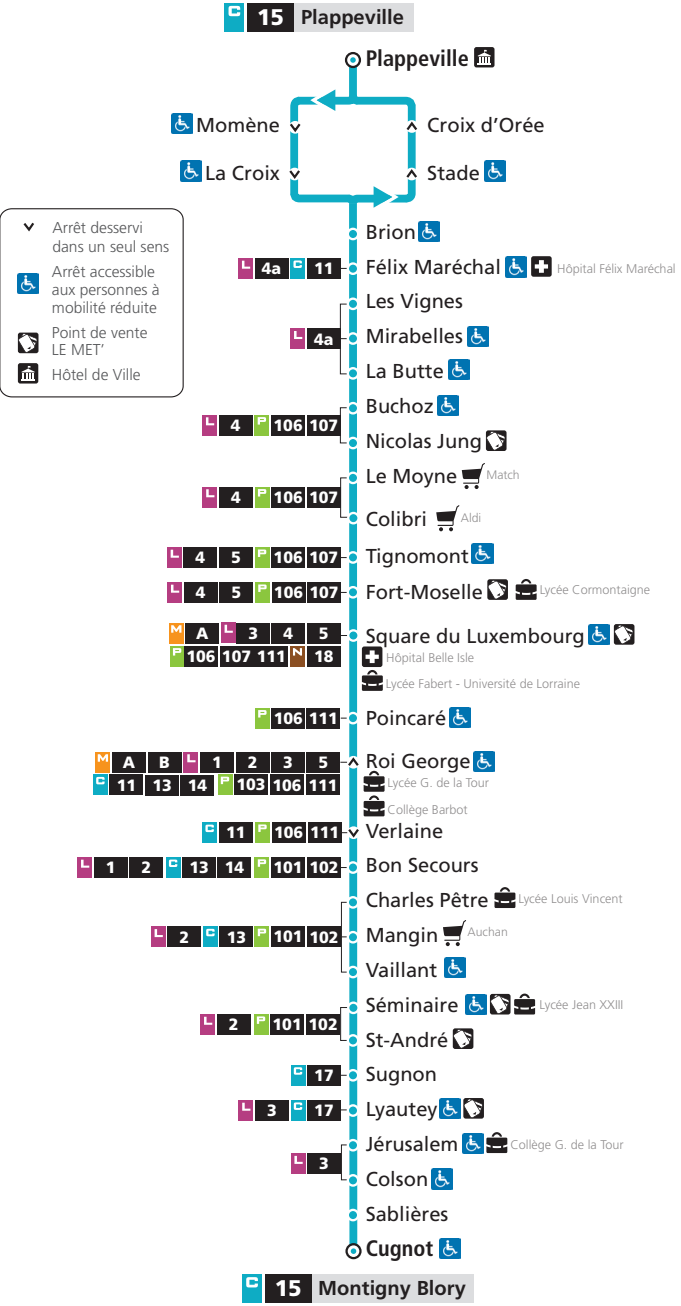 C 15 Plappeville
Plappeville
Momène
Croix d'Orée
La Croix
Stade
Arrêt desservi
dans un seul sens
Arrêt accessible
aux personnes à
mobilité réduite
Point de vente
LE MET'
Hôtel de Ville
Brion
L 4a C 11 Félix Maréchal Hôpital Félix Maréchal
Les Vignes
L 4a Mirabelles
La Butte
Buchoz
L 4 P 106 107
Nicolas Jung
Le Moyne Match
L 4 P 106 107
Colibri Aldi
L 4 5 P 106 107 Tignomont
L 4 5 P 106 107 Fort-Moselle Lycée Cormontaigne
M A L 3 4 5 Square du Luxembourg
P 106 107 111 N 18 Hôpital Belle Isle
Lycée Fabert - Université de Lorraine
P 106 111 Poincaré
M A B L 1 2 3 5 Roi George
C 11 13 14 P 103 106 111 Lycée G. de la Tour
Collège Barbot
C 11 P 106 111 Verlaine
L 1 2 C 13 14 P 101 102 Bon Secours
Charles Pêtre Lycée Louis Vincent
L 2 C 13 P 101 102 Mangin Auchan
Vaillant
Séminaire Lycée Jean XXIII
L 2 P 101 102
St-André
C 17 Sugnon
L 3 C 17 Lyautey
Jérusalem Collège G. de la Tour
L 3
Colson
Sablières
Cugnot
C 15 Montigny Blory